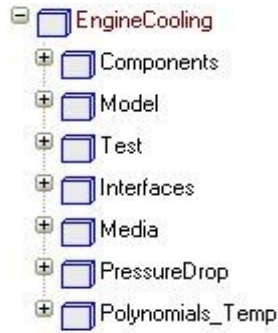 EngineCooling
Components
Model
Test
Interfaces
Media
PressureDrop
Polynomials_Temp